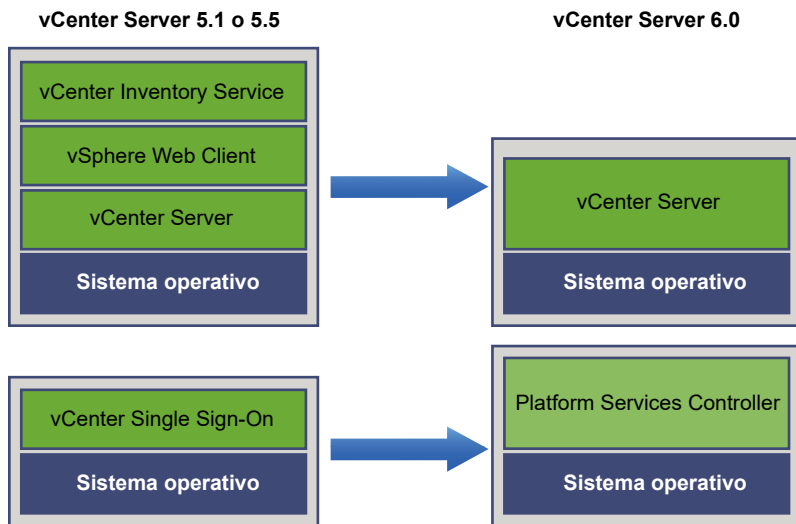 vCenter Server 5.1 o 5.5
vCenter Server 6.0
vCenter Inventory Service
vSphere Web Client
vCenter Server
Sistema operativo
vCenter Server
Sistema operativo
vCenter Single Sign-On
Sistema operativo
Platform Services Controller
Sistema operativo